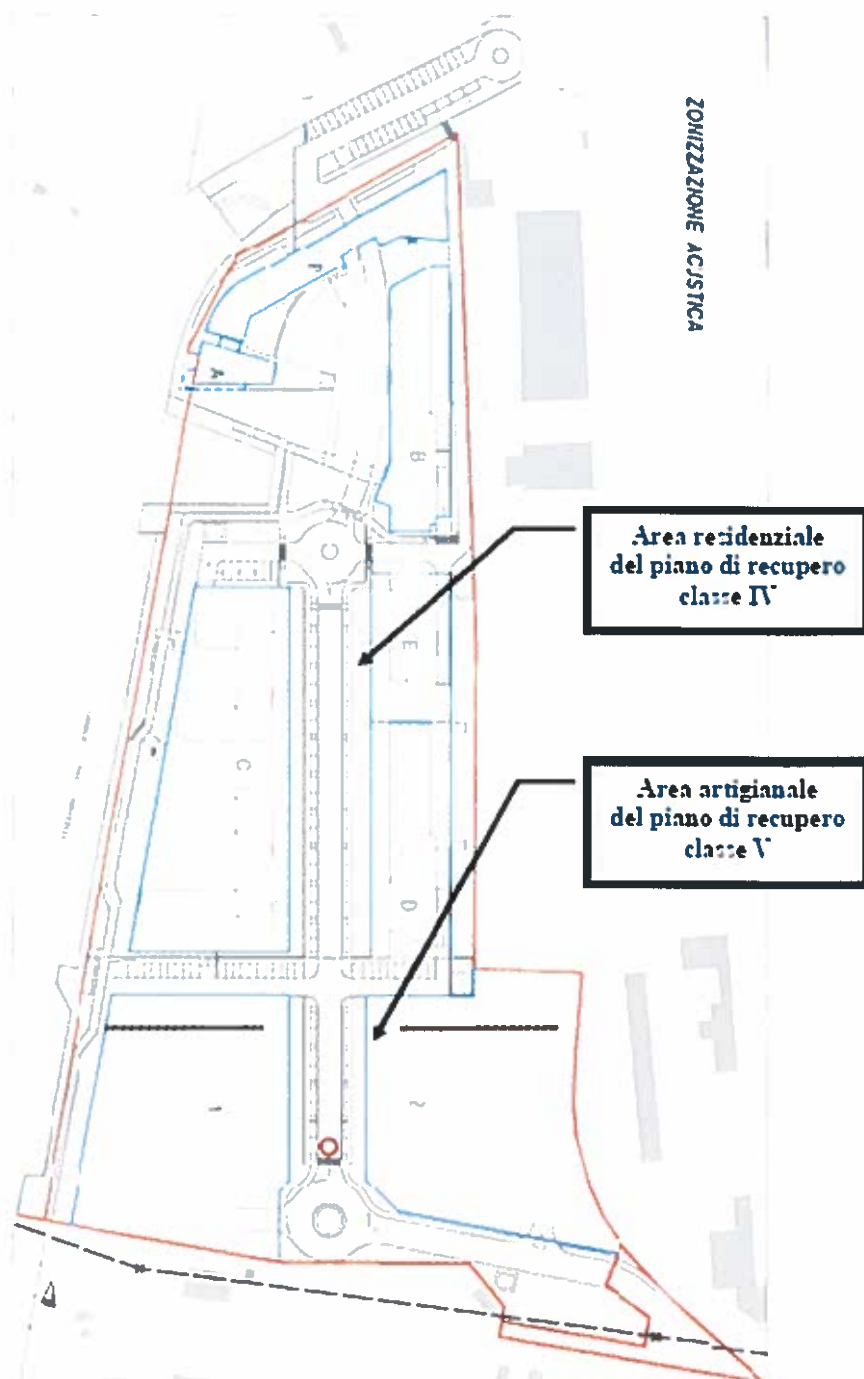 ZONIZZAZIONE ACUSTICA
A
B
Area residenziale
del piano di recupero
classe IV
E
C
Area artigianale
del piano di recupero
classe V
D